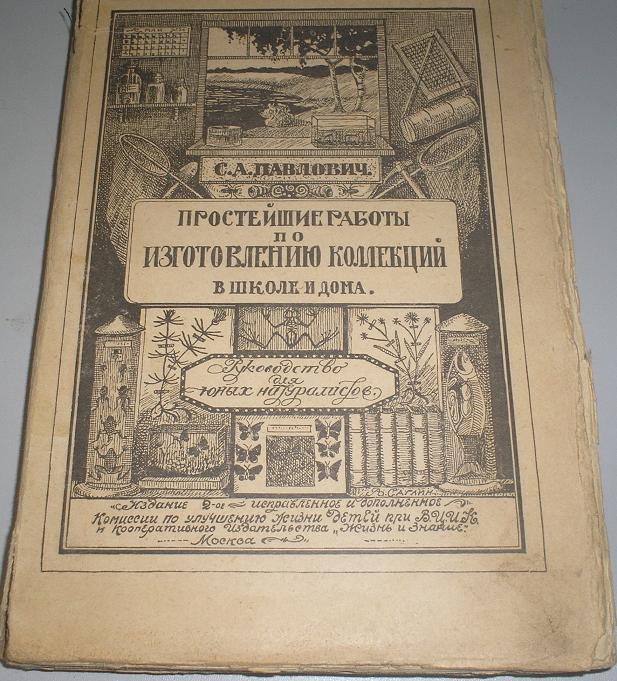 С. А. ПАВЛОВИЧ.
ПРОСТЕЙШИЕ РАБОТЫ
ПО
ИЗГОТОВЛЕНИЮ КОЛЛЕКЦИЙ
В ШКОЛЕ И ДОМА.
Руководство
для
юных натуралистов.
Издание 2-ое исправленное и дополненное
Комиссии по улучшению жизни детей при В.Ц.И.К.
и Кооперативного Издательства „Жизнь и Знание".
Москва